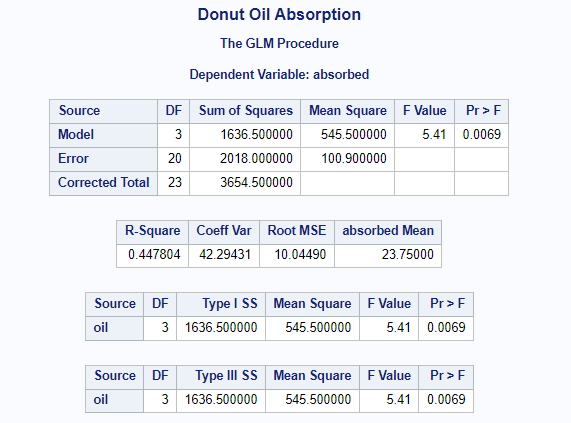 Donut Oil Absorption
The GLM Procedure
Dependent Variable: absorbed
Source DF Sum of Squares Mean Square F Value Pr > F
Model 3 1636.500000 545.500000 5.41 0.0069
Error 20 2018.000000 100.900000
Corrected Total 23 3654.500000
R-Square Coeff Var Root MSE absorbed Mean
0.447804 42.29431 10.04490 23.75000
Source DF Type I SS Mean Square F Value Pr > F
oil 3 1636.500000 545.500000 5.41 0.0069
Source DF Type III SS Mean Square F Value Pr > F
oil 3 1636.500000 545.500000 5.41 0.0069